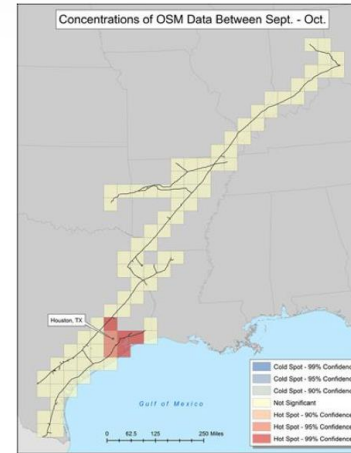 Concentrations of OSM Data Between Sept. - Oct.
Houston, TX
Gulf of Mexico
0 62.5 125 250 Miles
Cold Spot - 99% Confidence
Cold Spot - 95% Confidence
Cold Spot - 90% Confidence
Not Significant
Hot Spot - 90% Confidence
Hot Spot - 95% Confidence
Hot Spot - 99% Confidence